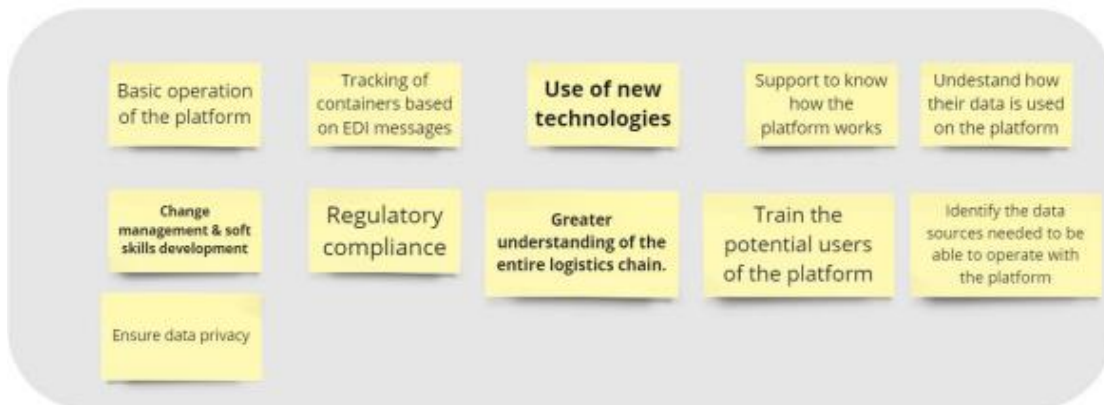 Basic operation
of the platform
Tracking of
containers based
on EDI messages
Use of new
technologies
Support to know
how the
platform works
Undestand how
their data is used
on the platform
Change
management & soft
skills development
Regulatory
compliance
Greater
understanding of the
entire logistics chain.
Train the
potential users
of the platform
Identify the data
sources needed to be
able to operate with
the platform
Ensure data privacy